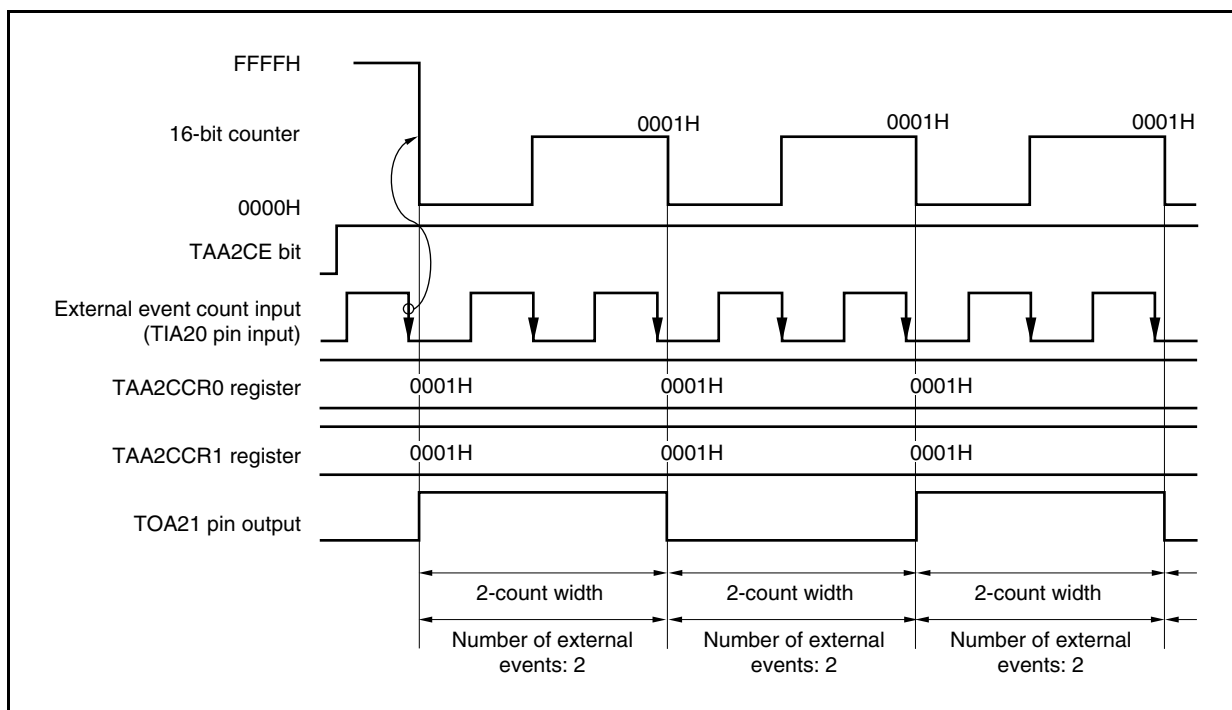 FFFFH
16-bit counter
0001H 0001H 0001H
0000H
TAA2CE bit
External event count input
(TIA20 pin input)
TAA2CCR0 register
0001H 0001H 0001H
TAA2CCR1 register
0001H 0001H 0001H
TOA21 pin output
2-count width 2-count width 2-count width
Number of external
events: 2
Number of external
events: 2
Number of external
events: 2